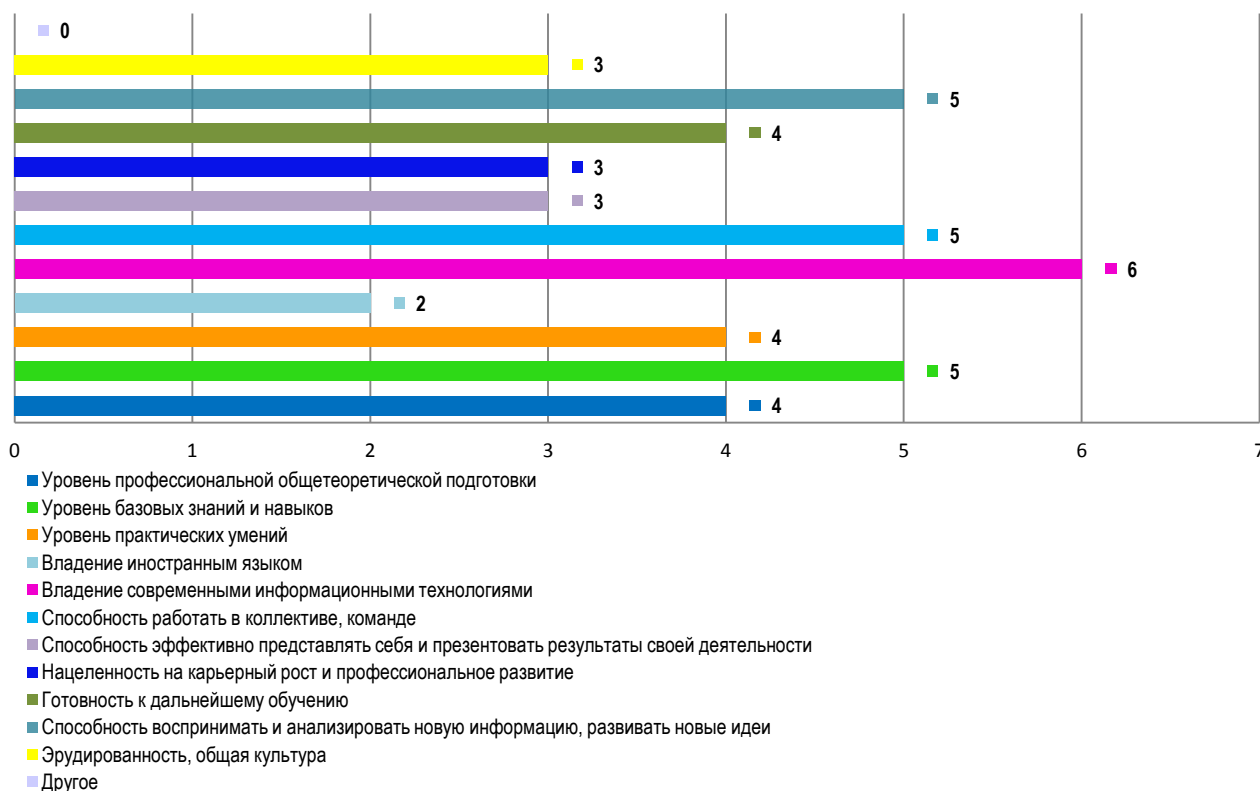 0
3
5
4
3
3
5
6
2
4
5
4
0 1 2 3 4 5 6 7
Уровень профессиональной общетеоретической подготовки
Уровень базовых знаний и навыков
Уровень практических умений
Владение иностранным языком
Владение современными информационными технологиями
Способность работать в коллективе, команде
Способность эффективно представлять себя и презентовать результаты своей деятельности
Нацеленность на карьерный рост и профессиональное развитие
Готовность к дальнейшему обучению
Способность воспринимать и анализировать новую информацию, развивать новые идеи
Эрудированность, общая культура
Другое